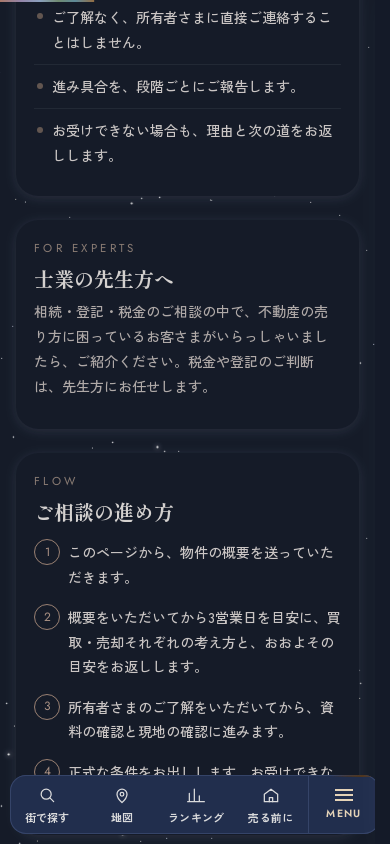 ご了解なく、所有者さまに直接ご連絡するこ
とはしません。
進み具合を、段階ごとにご報告します。
お受けできない場合も、理由と次の道をお返
しします。
FOR EXPERTS
士業の先生方へ
相続・登記・税金のご相談の中で、不動産の売
り方に困っているお客さまがいらっしゃいまし
たら、ご紹介ください。税金や登記のご判断
は、先生方にお任せします。
FLOW
ご相談の進め方
1 このページから、物件の概要を送っていた
だきます。
2 概要をいただいてから3営業日を目安に、買
取・売却それぞれの考え方と、おおよその
目安をお返しします。
3 所有者さまのご了解をいただいてから、資
料の確認と現地の確認に進みます。
4 正式な条件をお出しします。お受けできな
街で探す 地図 ランキング 売る前に MENU